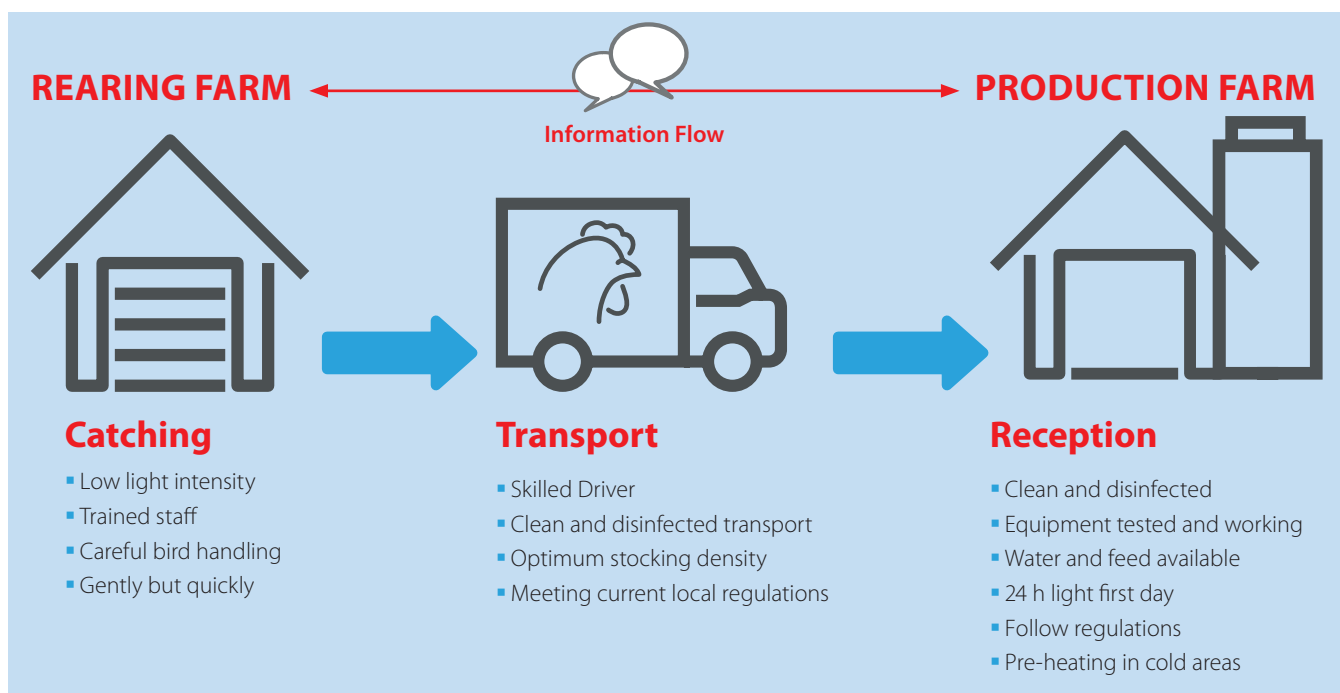 REARING FARM
PRODUCTION FARM
Information Flow
Catching
Low light intensity
Trained staff
Careful bird handling
Gently but quickly
Transport
Skilled Driver
Clean and disinfected transport
Optimum stocking density
Meeting current local regulations
Reception
Clean and disinfected
Equipment tested and working
Water and feed available
24 h light first day
Follow regulations
Pre-heating in cold areas